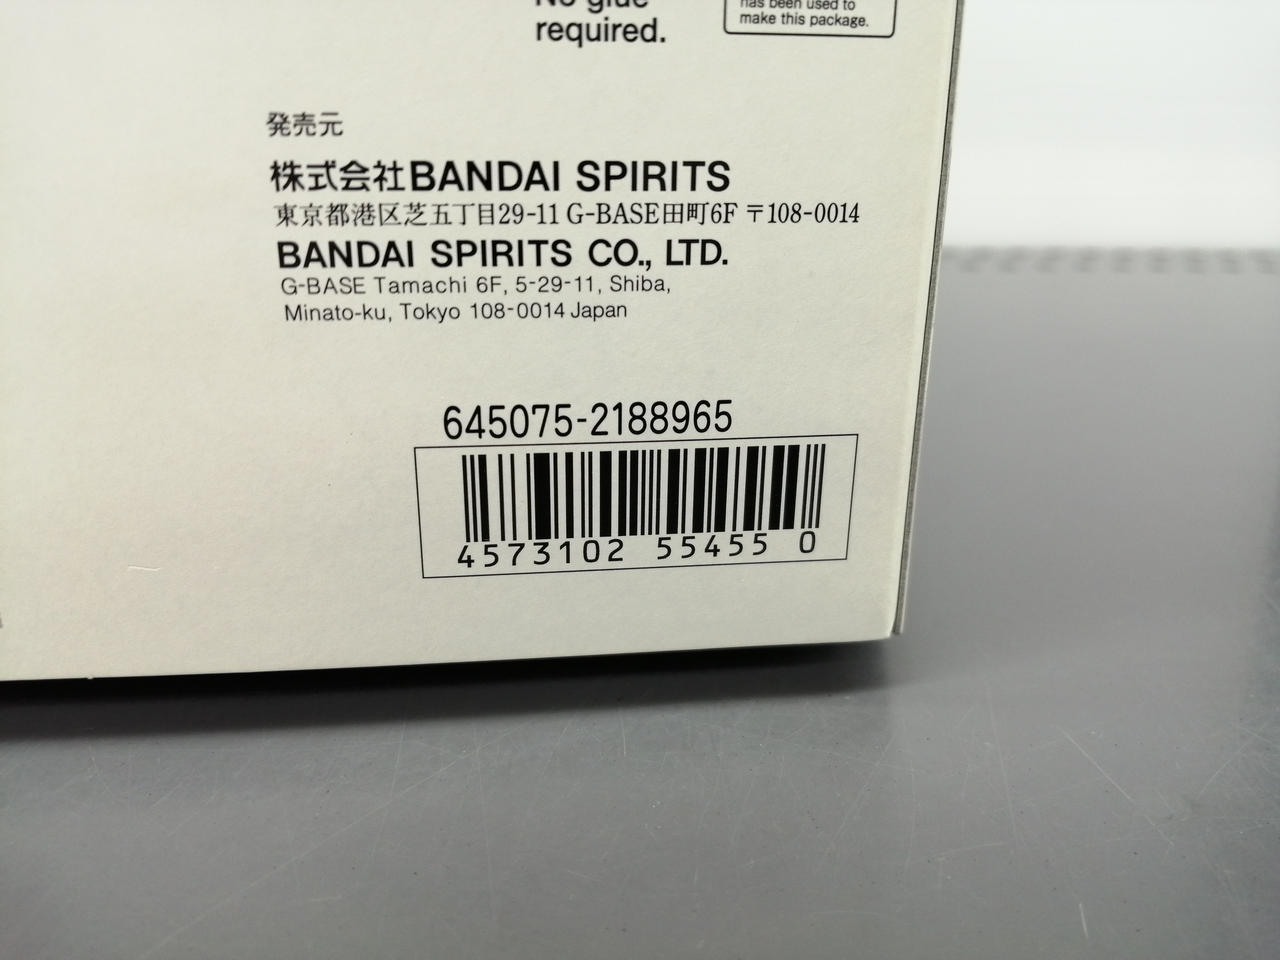 No glue
required.
has been used to
make this package.
発売元
株式会社BANDAI SPIRITS
東京都港区芝五丁目29-11 G-BASE田町6F 〒108-0014
BANDAI SPIRITS CO., LTD.
G-BASE Tamachi 6F, 5-29-11, Shiba,
Minato-ku, Tokyo 108-0014 Japan
645075-2188965
4573102 55455 0